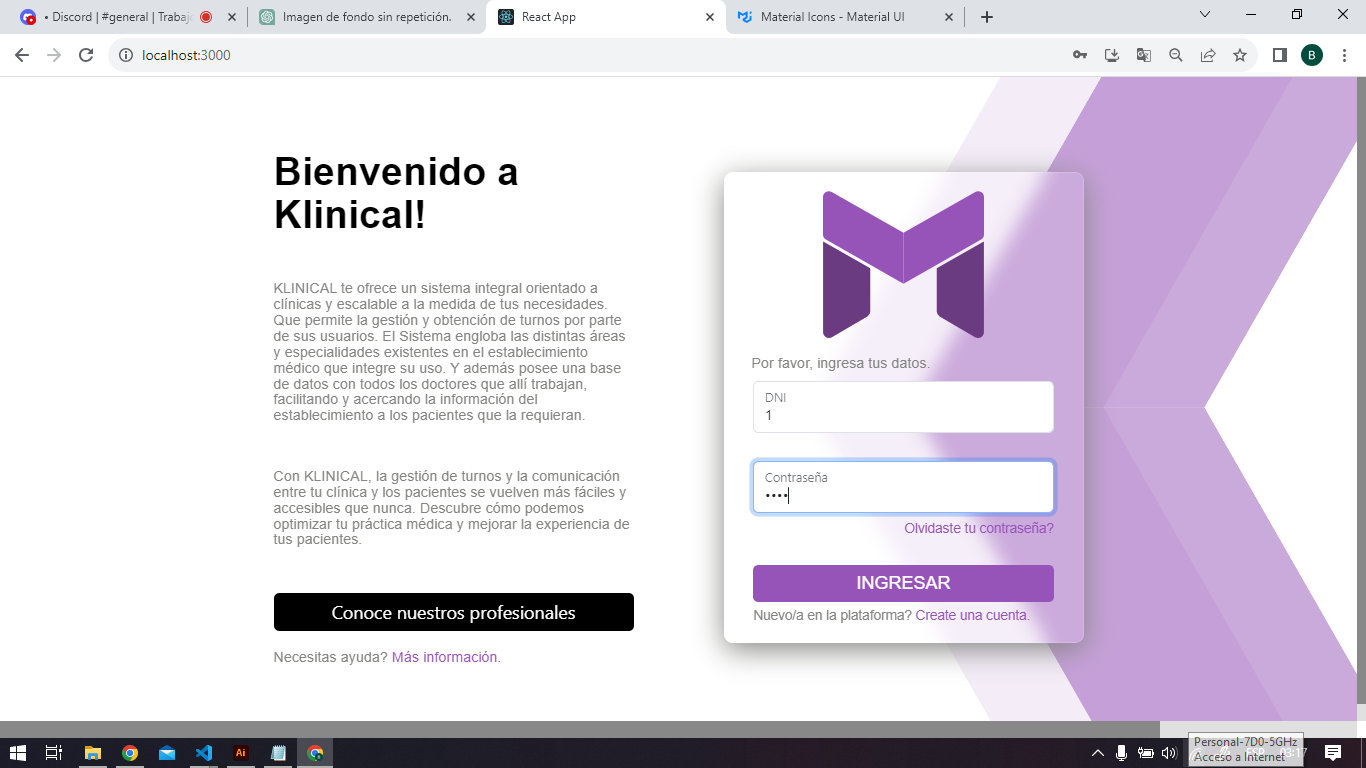 • Discord | #general | Trabajo
Imagen de fondo sin repetición.
React App
Material Icons - Material UI
localhost:3000
B
Bienvenido a
Klinical!
KLINICAL te ofrece un sistema integral orientado a
clínicas y escalable a la medida de tus necesidades.
Que permite la gestión y obtención de turnos por parte
de sus usuarios. El Sistema engloba las distintas áreas
y especialidades existentes en el establecimiento
médico que integre su uso. Y además posee una base
de datos con todos los doctores que allí trabajan,
facilitando y acercando la información del
establecimiento a los pacientes que la requieran.
Con KLINICAL, la gestión de turnos y la comunicación
entre tu clínica y los pacientes se vuelven más fáciles y
accesibles que nunca. Descubre cómo podemos
optimizar tu práctica médica y mejorar la experiencia de
tus pacientes.
Conoce nuestros profesionales
Necesitas ayuda? Más información.
Por favor, ingresa tus datos.
DNI
1
Contraseña
••••
Olvidaste tu contraseña?
INGRESAR
Nuevo/a en la plataforma? Create una cuenta.
Ai
Personal-7D0-5GHz
Acceso a Internet
ESP
03:17